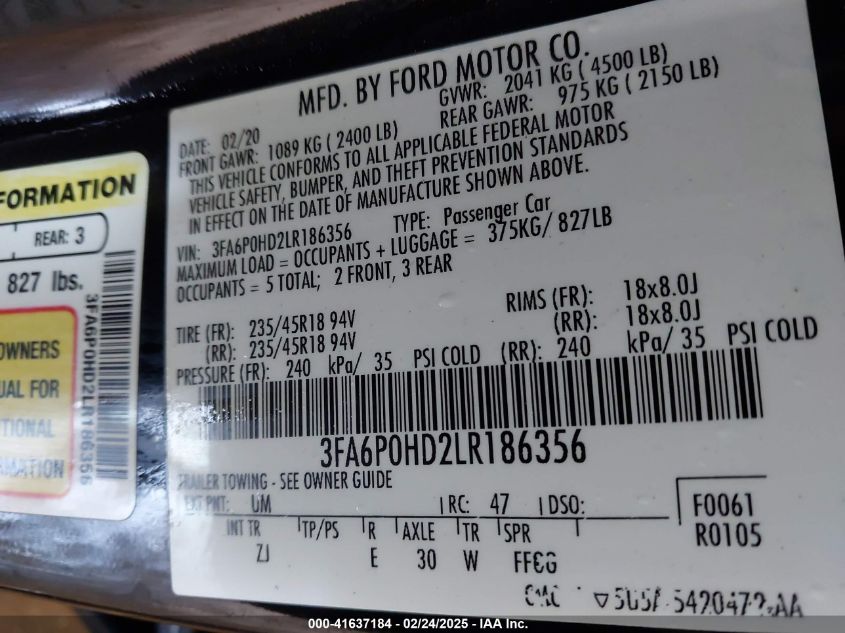 MFD. BY FORD MOTOR CO.
DATE: 02/20 GVWR: 2041 KG ( 4500 LB)
FRONT GAWR: 1089 KG ( 2400 LB) REAR GAWR: 975 KG ( 2150 LB)
THIS VEHICLE CONFORMS TO ALL APPLICABLE FEDERAL MOTOR
VEHICLE SAFETY, BUMPER, AND THEFT PREVENTION STANDARDS
IN EFFECT ON THE DATE OF MANUFACTURE SHOWN ABOVE.
VIN: 3FA6P0HD2LR186356 TYPE: Passenger Car
MAXIMUM LOAD = OCCUPANTS + LUGGAGE = 375KG/ 827LB
OCCUPANTS = 5 TOTAL; 2 FRONT, 3 REAR
TIRE (FR): 235/45R18 94V RIMS (FR): 18x8.0J
(RR): 235/45R18 94V (RR): 18x8.0J
PRESSURE (FR): 240 kPa/ 35 PSI COLD (RR): 240 kPa/ 35 PSI COLD
3FA6P0HD2LR186356
TRAILER TOWING - SEE OWNER GUIDE
EXT PNT: UM RC: 47 DSO:
INT TR TP/PS R AXLE TR SPR
ZJ E 30 W FFGG
F0061
R0105
FORMATION
REAR: 3
827 lbs.
OWNERS
UAL FOR
TIONAL
RMATION
3FA6P0HD2LR186356
000-41637184 - 02/24/2025 - IAA Inc.